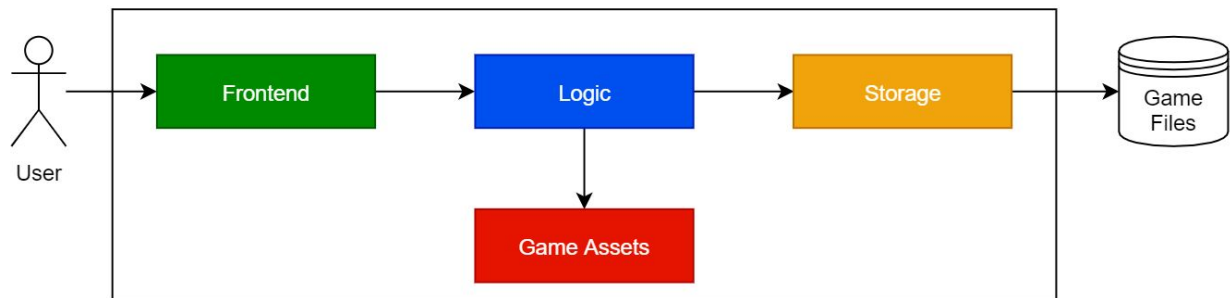 Frontend
Logic
Storage
Game
Files
User
Game Assets